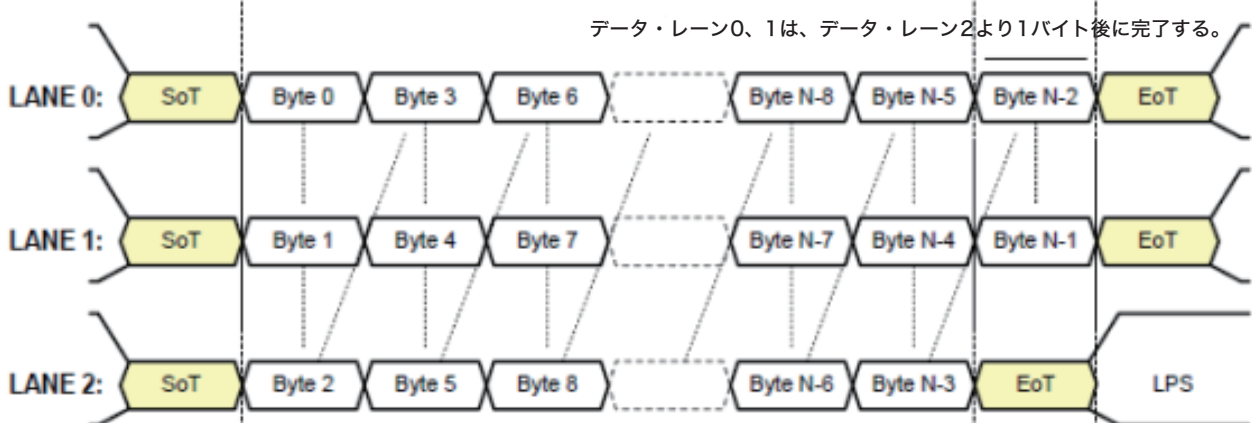 データ・レーン0、1は、データ・レーン2より1バイト後に完了する。
LANE 0: SoT Byte 0 Byte 3 Byte 6 Byte N-8 Byte N-5 Byte N-2 EoT
LANE 1: SoT Byte 1 Byte 4 Byte 7 Byte N-7 Byte N-4 Byte N-1 EoT
LANE 2: SoT Byte 2 Byte 5 Byte 8 Byte N-6 Byte N-3 EoT LPS